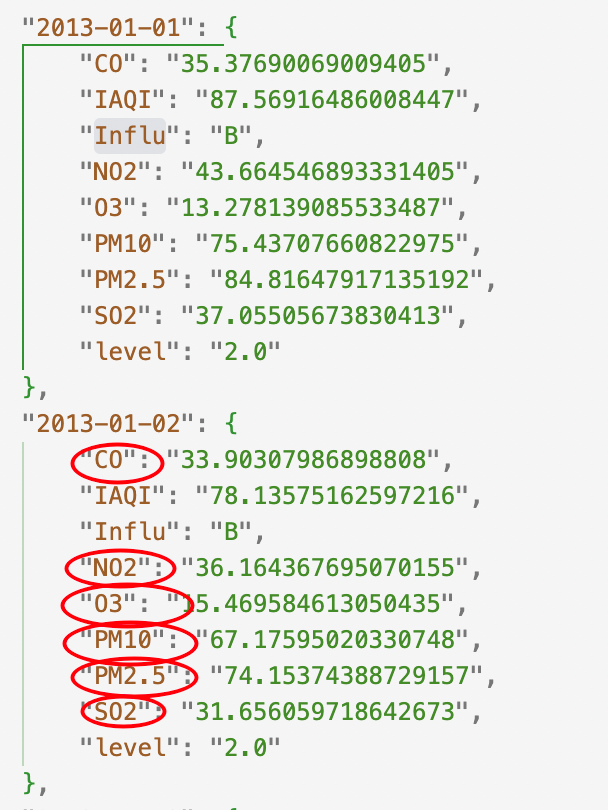 "2013-01-01": {
"CO": "35.37690069009405",
"IAQI": "87.56916486008447",
"Influ": "B",
"NO2": "43.664546893331405",
"O3": "13.278139085533487",
"PM10": "75.43707660822975",
"PM2.5": "84.81647917135192",
"SO2": "37.05505673830413",
"level": "2.0"
},
"2013-01-02": {
"CO": "33.90307986898808",
"IAQI": "78.13575162597216",
"Influ": "B",
"NO2": "36.164367695070155",
"O3": "15.469584613050435",
"PM10": "67.17595020330748",
"PM2.5": "74.15374388729157",
"SO2": "31.656059718642673",
"level": "2.0"
},